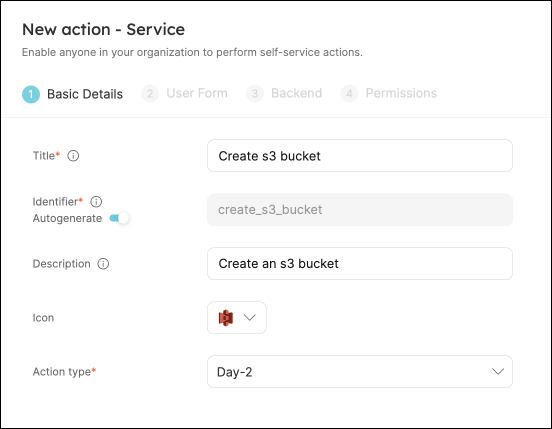 New action - Service
Enable anyone in your organization to perform self-service actions.
1 Basic Details 2 User Form 3 Backend 4 Permissions
Title* Create s3 bucket
Identifier*
Autogenerate create_s3_bucket
Description Create an s3 bucket
Icon
Action type* Day-2